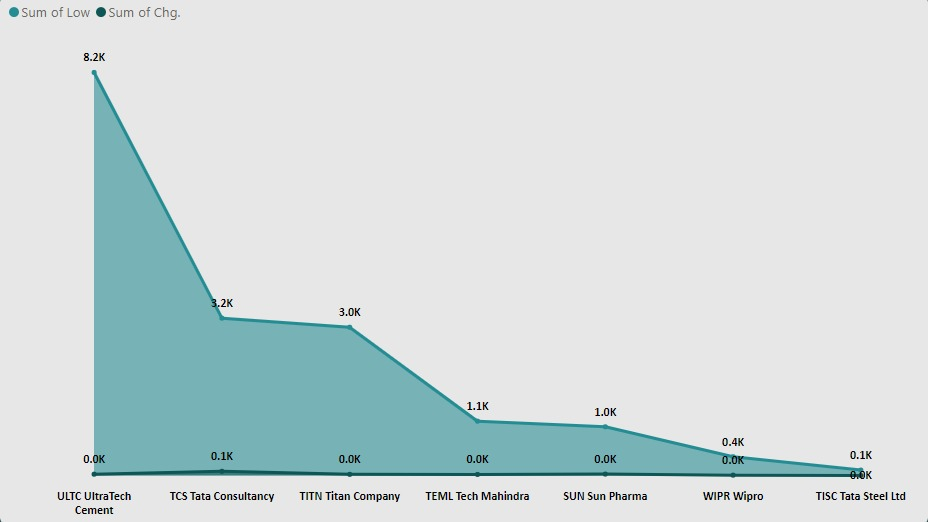 Sum of Low Sum of Chg.
8.2K
3.2K
3.0K
1.1K
1.0K
0.4K
0.1K
0.0K 0.1K 0.0K 0.0K 0.0K 0.0K 0.0K
ULTC UltraTech Cement
TCS Tata Consultancy
TITN Titan Company
TEML Tech Mahindra
SUN Sun Pharma
WIPR Wipro
TISC Tata Steel Ltd